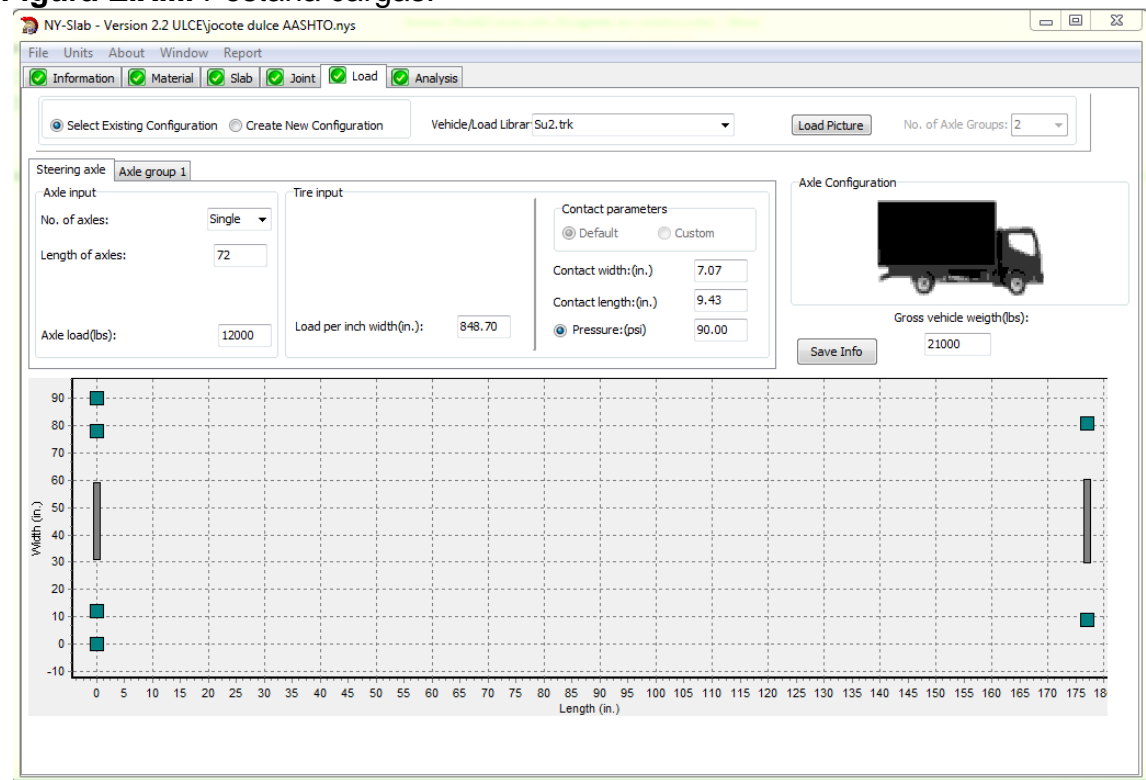 Pestaña cargas.
NY-Slab - Version 2.2 ULCE\jocote dulce AASHTO.nys
File Units About Window Report
Information Material Slab Joint Load Analysis
Select Existing Configuration Create New Configuration Vehicle/Load Librar Su2.trk Load Picture No. of Axle Groups: 2
Steering axle Axle group 1
Axle input Tire input Axle Configuration
Contact parameters
No. of axles: Single Default Custom
Length of axles: 72
Contact width:(in.) 7.07
Contact length:(in.) 9.43
Axle load(lbs): 12000 Load per inch width(in.): 848.70 Pressure:(psi) 90.00
Gross vehicle weigth(lbs):
Save Info 21000
90
80
70
60
50
40
30
20
10
0
-10
Width (in.)
0 5 10 15 20 25 30 35 40 45 50 55 60 65 70 75 80 85 90 95 100 105 110 115 120 125 130 135 140 145 150 155 160 165 170 175 18
Length (in.)